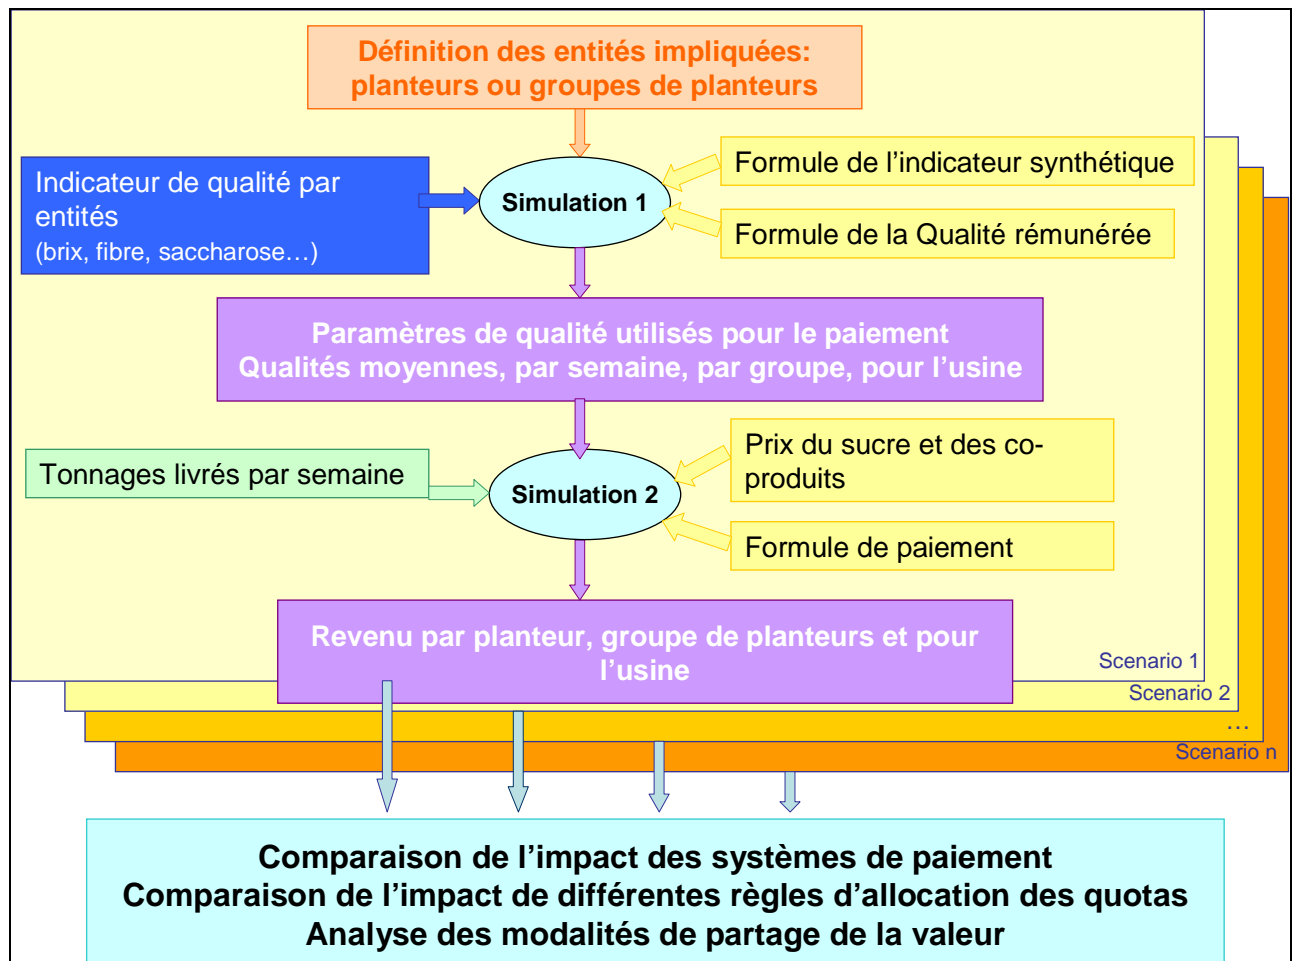 Définition des entités impliquées:
planteurs ou groupes de planteurs
Formule de l’indicateur synthétique
Indicateur de qualité par
entités
(brix, fibre, saccharose…)
Simulation 1
Formule de la Qualité rémunérée
Paramètres de qualité utilisés pour le paiement
Qualités moyennes, par semaine, par groupe, pour l’usine
Prix du sucre et des co-
produits
Tonnages livrés par semaine
Simulation 2
Formule de paiement
Revenu par planteur, groupe de planteurs et pour
l’usine
Scenario 1
Scenario 2
…
Scenario n
Comparaison de l’impact des systèmes de paiement
Comparaison de l’impact de différentes règles d’allocation des quotas
Analyse des modalités de partage de la valeur